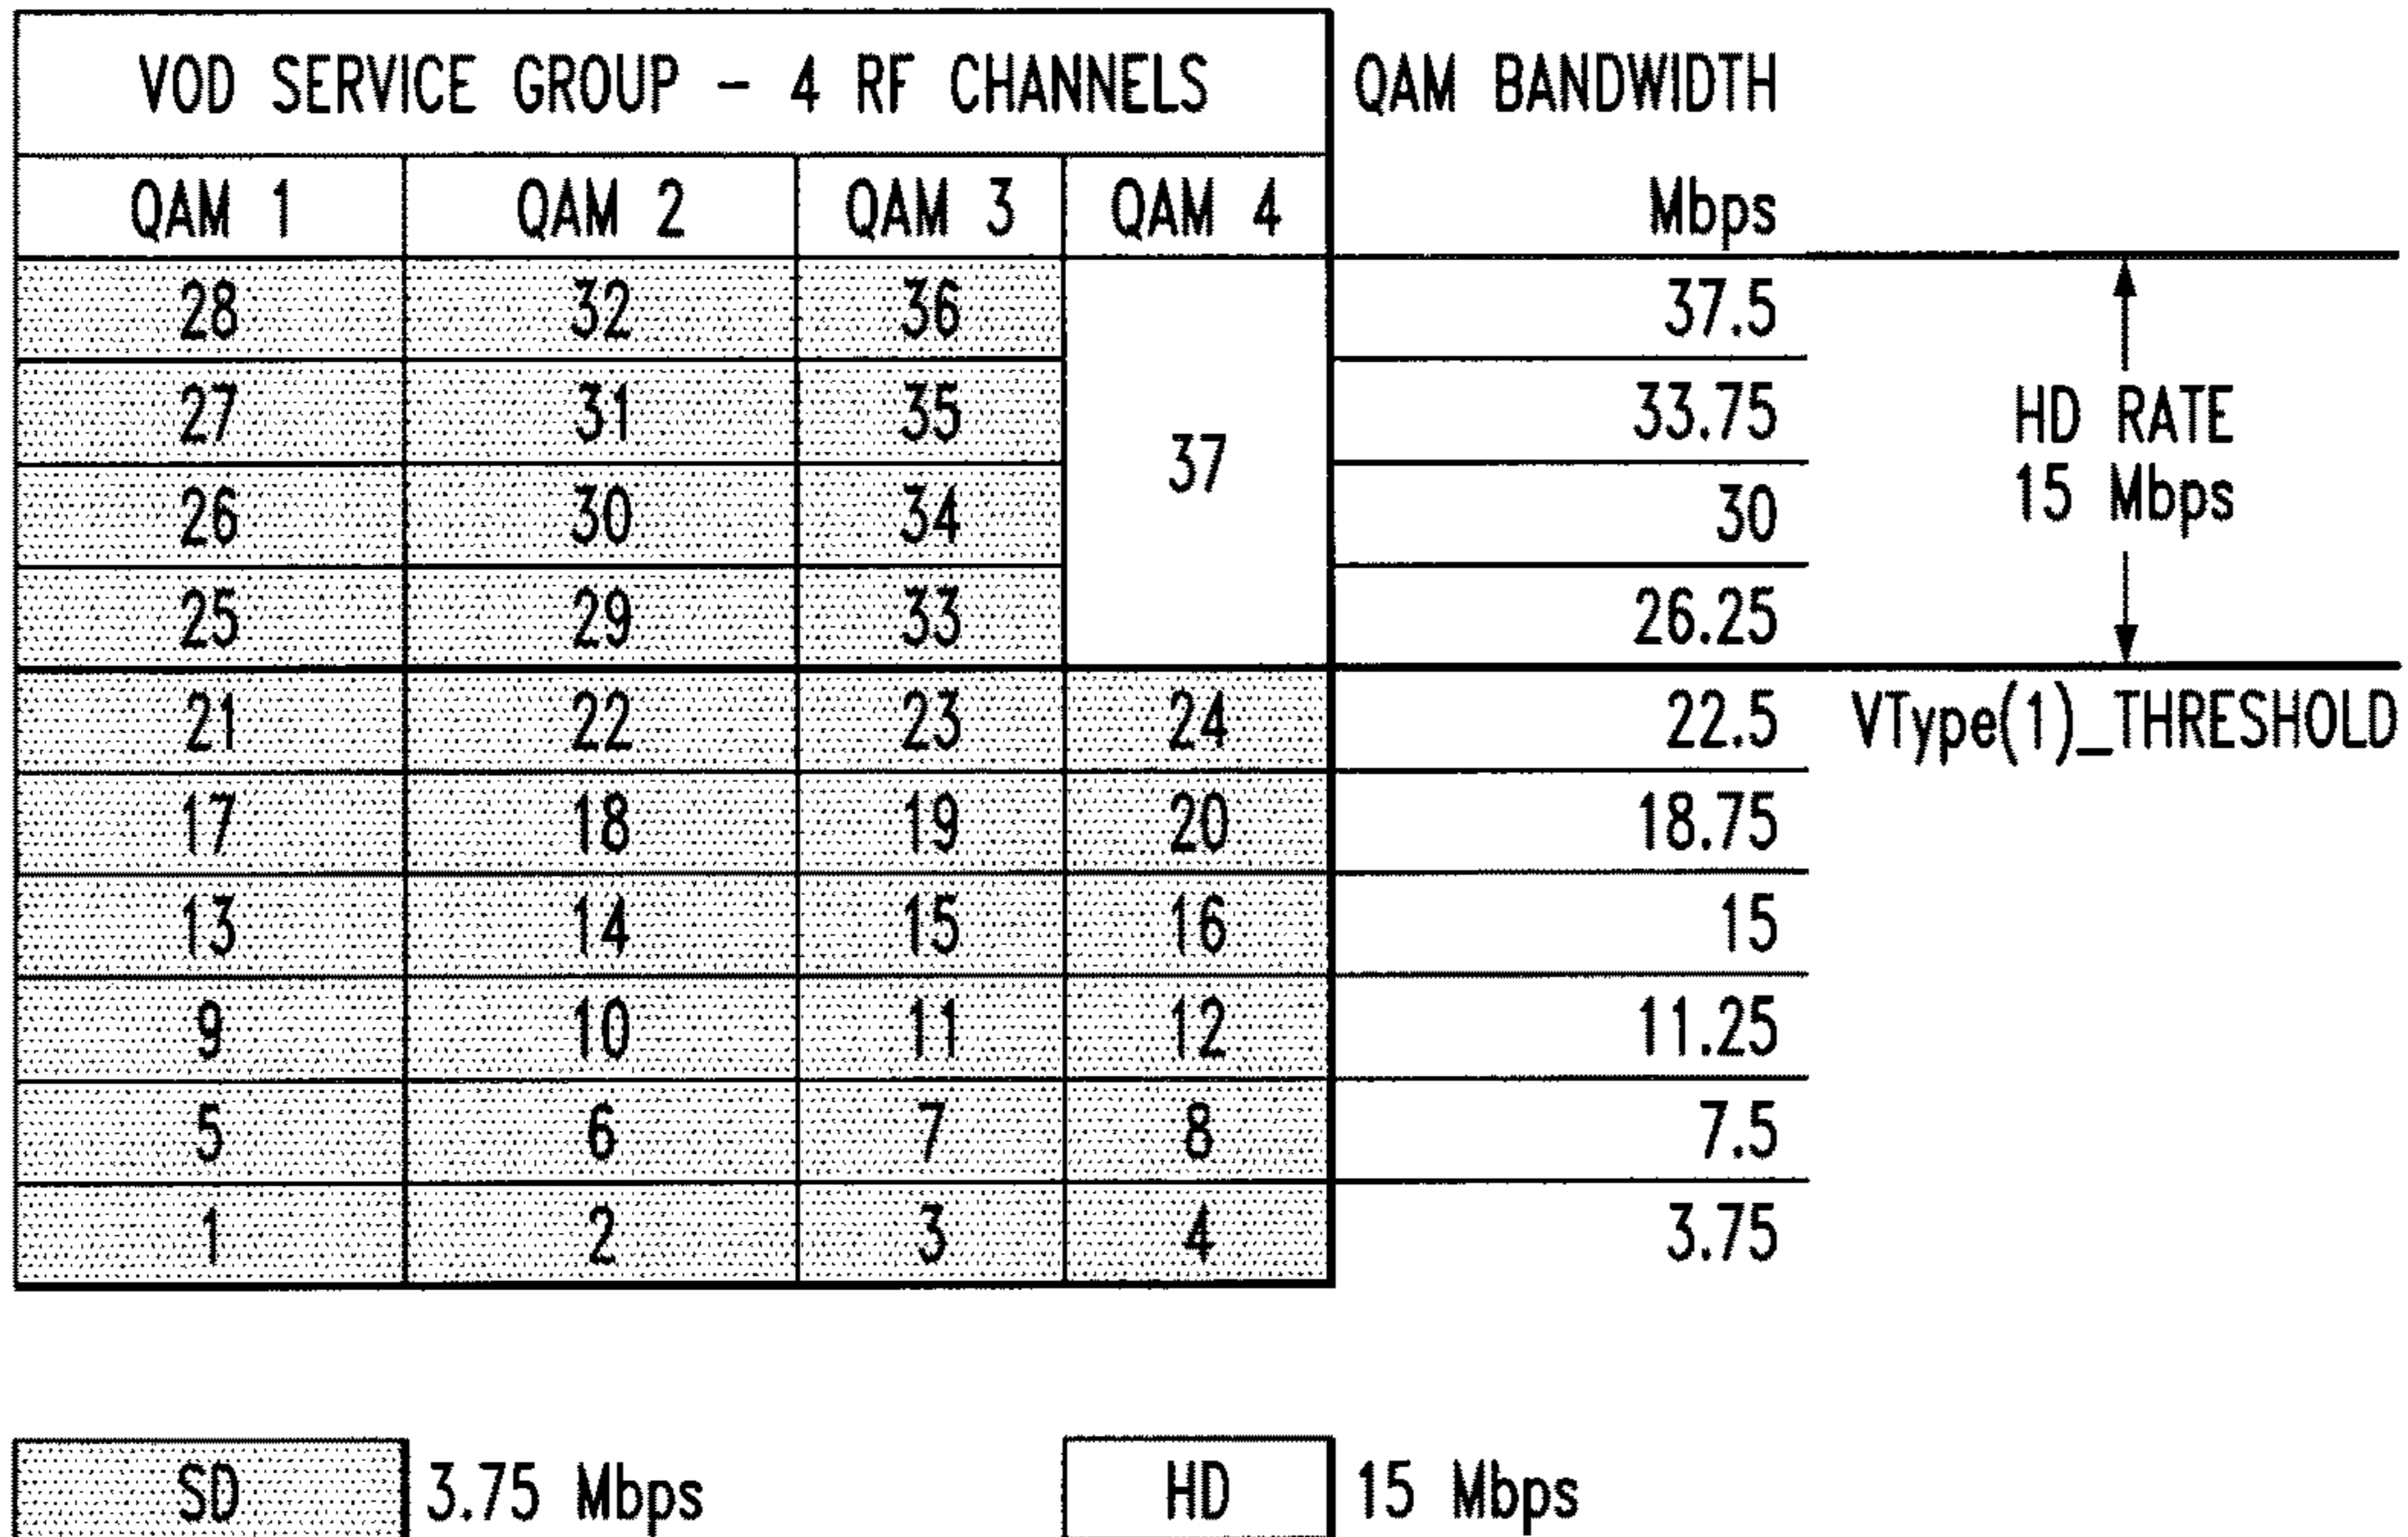 VOD SERVICE GROUP - 4 RF CHANNELS QAM BANDWIDTH
QAM 1 QAM 2 QAM 3 QAM 4 Mbps
28 32 36 37.5
27 31 35 33.75 HD RATE
37
26 30 34 30 15 Mbps
25 29 33 26.25
21 22 23 24 22.5 VType(1)_THRESHOLD
17 18 19 20 18.75
13 14 15 16 15
9 10 11 12 11.25
5 6 7 8 7.5
1 2 3 4 3.75
SD 3.75 Mbps HD 15 Mbps